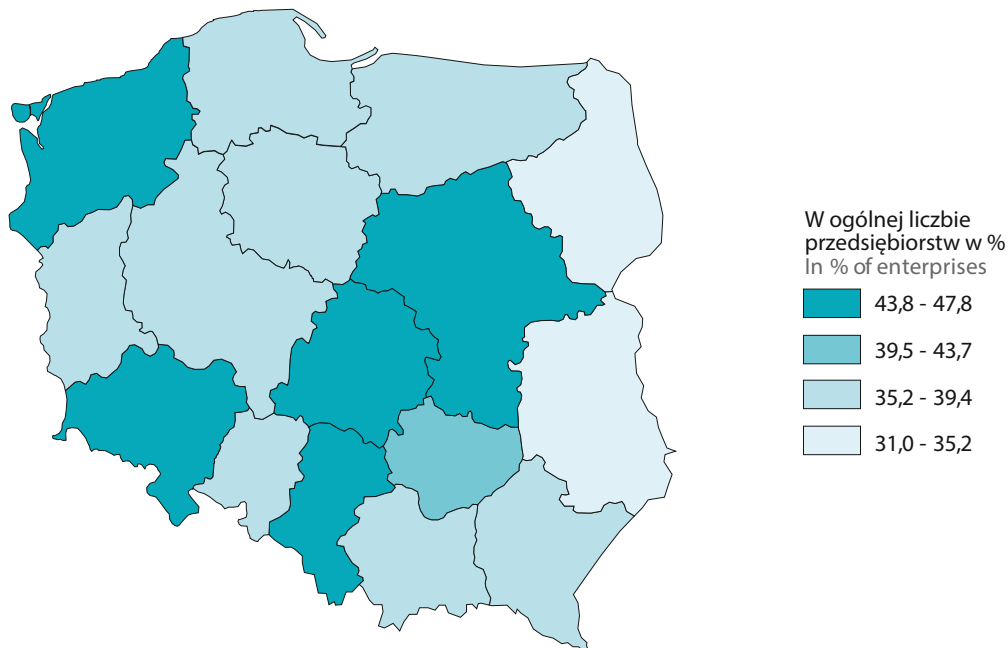 W ogólnej liczbie
przedsiębiorstw w %
In % of enterprises
43,8 - 47,8
39,5 - 43,7
35,2 - 39,4
31,0 - 35,2